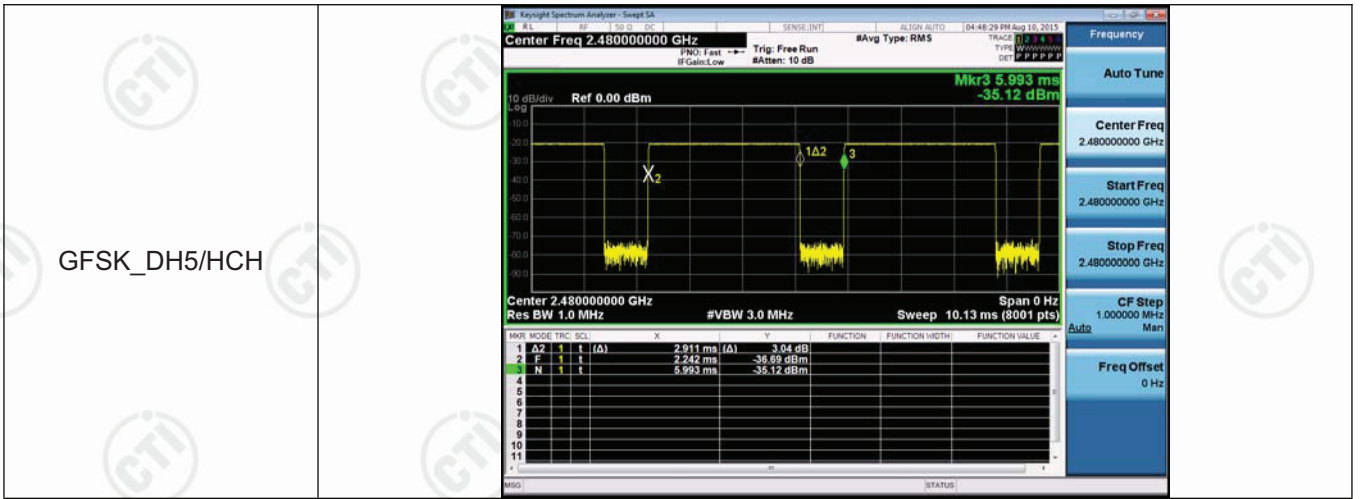 GFSK_DH5/HCH
CTI
CTI
CTI
CTI
CTI
CTI
Keysight Spectrum Analyzer - Swept SA
RL RF 50 Ω DC SENSE:INT ALIGN AUTO 04:48:29 PM Aug 10, 2015
Center Freq 2.480000000 GHz #Avg Type: RMS TRACE 1 2 3 4 5 6
PNO: Fast Trig: Free Run TYPE WWWWWW
IFGain:Low #Atten: 10 dB DET P P P P P P
Mkr3 5.993 ms
-35.12 dBm
10 dB/div Ref 0.00 dBm
Log
-10.0
-20.0
-30.0
-50.0
-70.0
-80.0
-90.0
X2
1Δ2
3
Center 2.480000000 GHz Span 0 Hz
Res BW 1.0 MHz #VBW 3.0 MHz Sweep 10.13 ms (8001 pts)
MKR MODE TRC SCL X Y FUNCTION FUNCTION WIDTH FUNCTION VALUE
1 Δ2 1 t (Δ) 2.911 ms (Δ) 3.04 dB
2 F 1 t 2.242 ms -36.69 dBm
3 N 1 t 5.993 ms -35.12 dBm
4
5
6
7
8
9
10
11
MSG STATUS
Frequency
Auto Tune
Center Freq
2.480000000 GHz
Start Freq
2.480000000 GHz
Stop Freq
2.480000000 GHz
CF Step
1.000000 MHz
Auto Man
Freq Offset
0 Hz